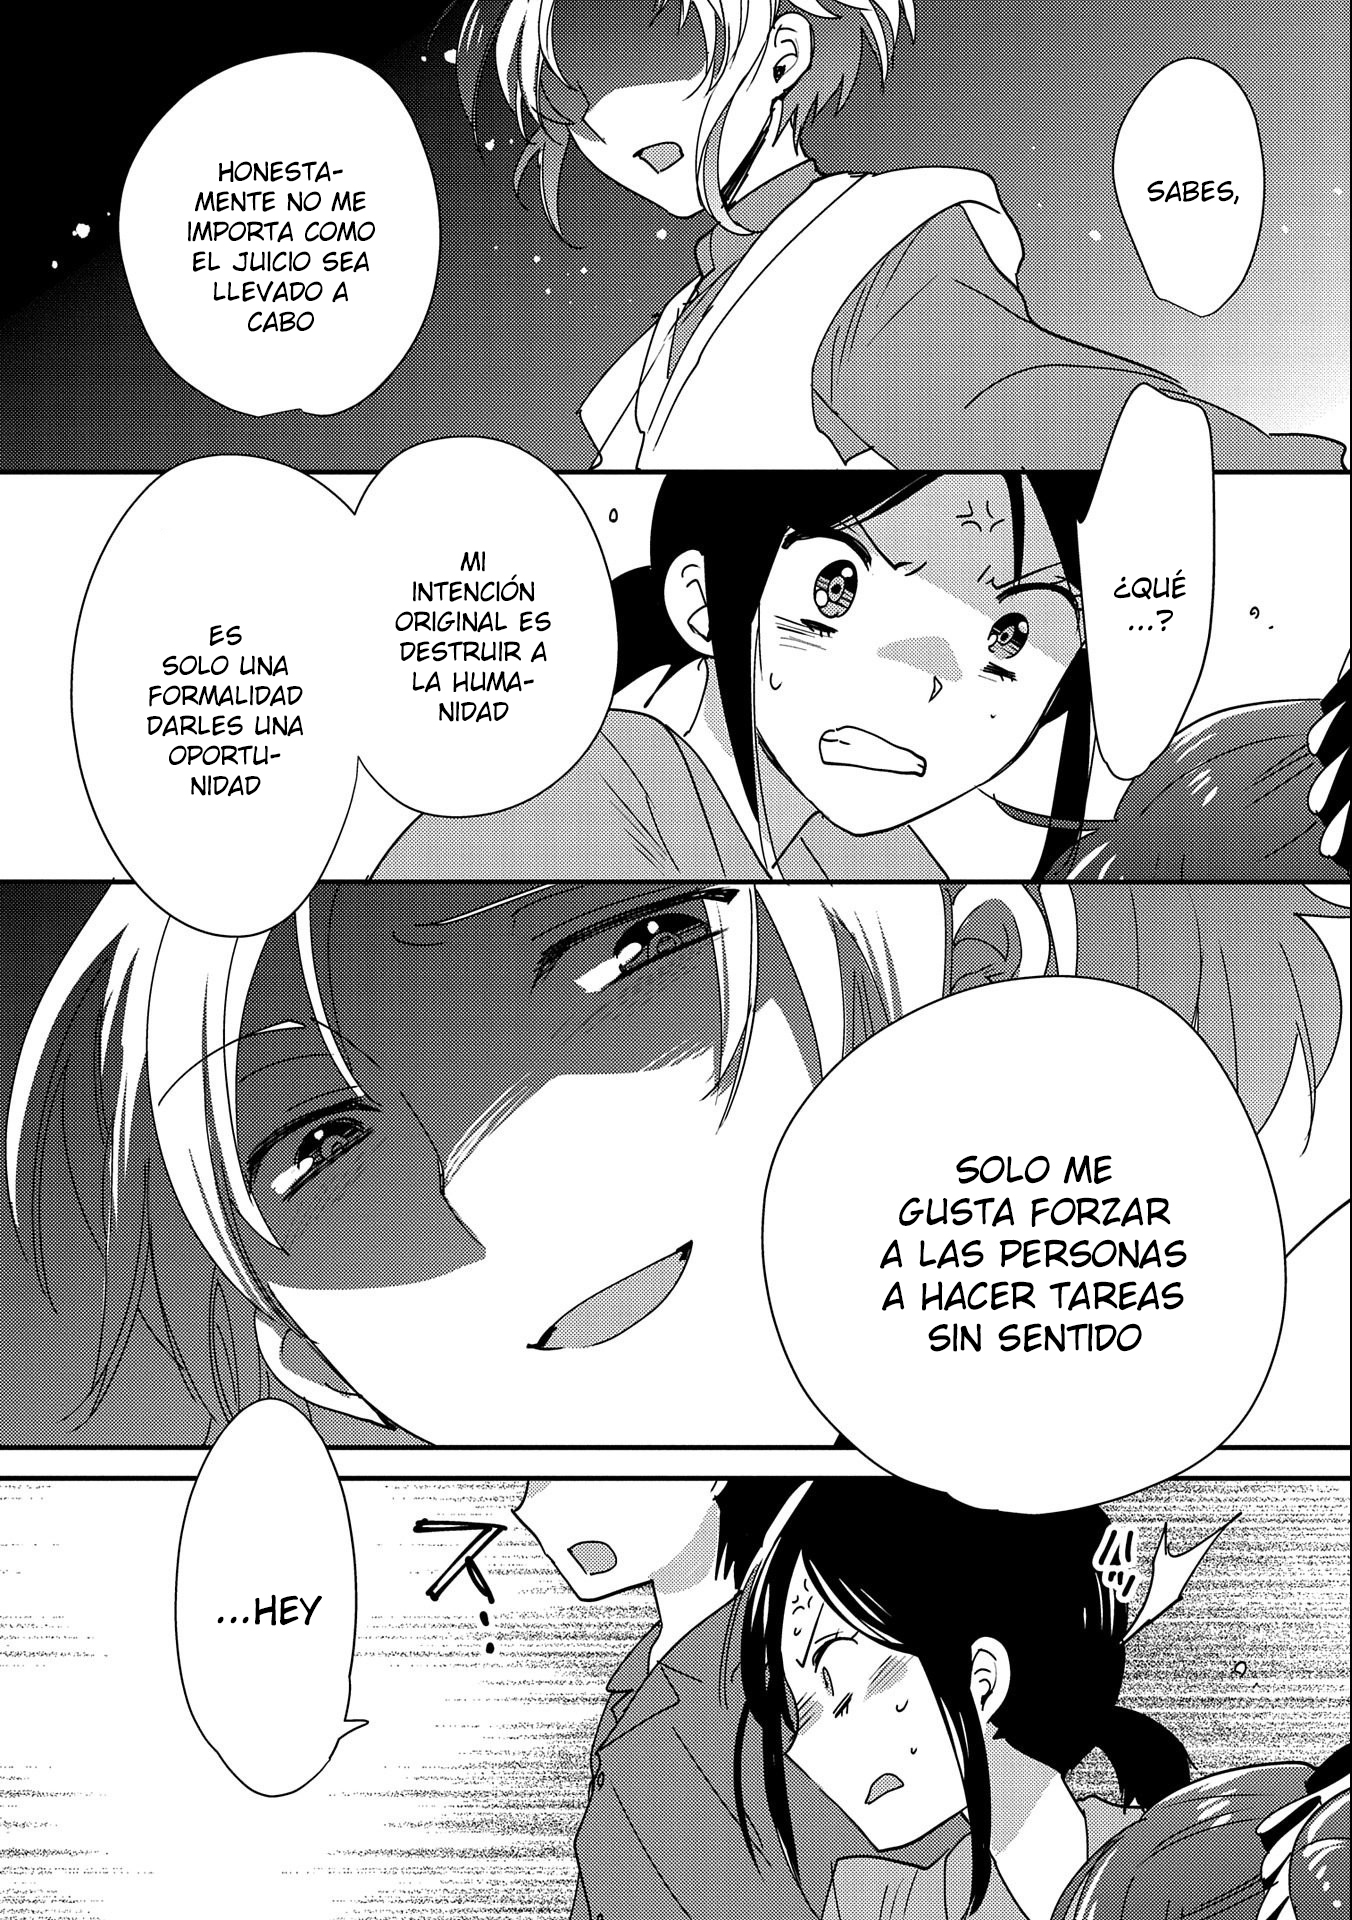 SABES,
HONESTA-
MENTE NO ME
IMPORTA COMO
EL JUICIO SEA
LLEVADO A
CABO
¿QUÉ
...?
MI
INTENCIÓN
ORIGINAL ES
DESTRUIR A
LA HUMA-
NIDAD
ES
SOLO UNA
FORMALIDAD
DARLES UNA
OPORTU-
NIDAD
SOLO ME
GUSTA FORZAR
A LAS PERSONAS
A HACER TAREAS
SIN SENTIDO
...HEY